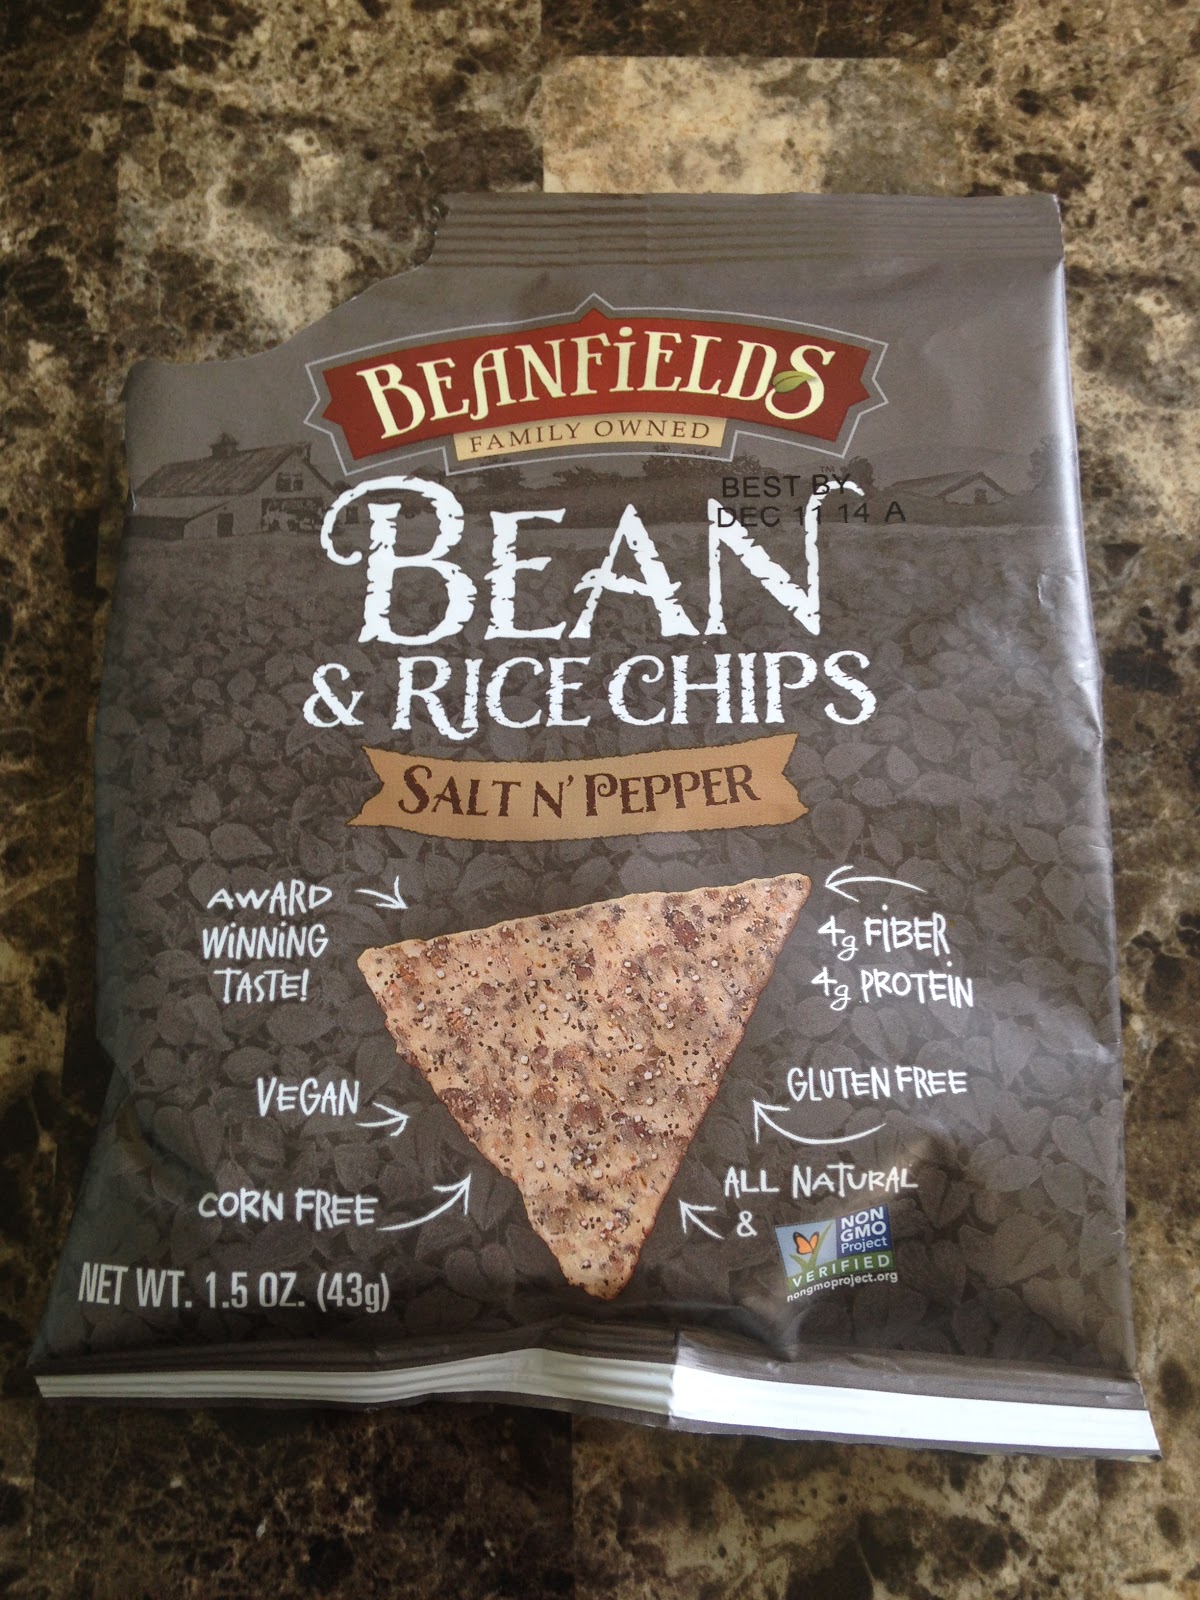 BEANFiELDS
FAMILY OWNED
BEST BY
DEC 11 14 A
BEAN™
& RICE CHIPS
SALT N' PEPPER
AWARD
WiNNiNG
TASTE!
4g FiBER
4g PROTEiN
VEGAN
GLUTEN FREE
CORN FREE
ALL NATURAL
&
NON
GMO
Project
VERIFIED
nongmoproject.org
NET WT. 1.5 OZ. (43g)